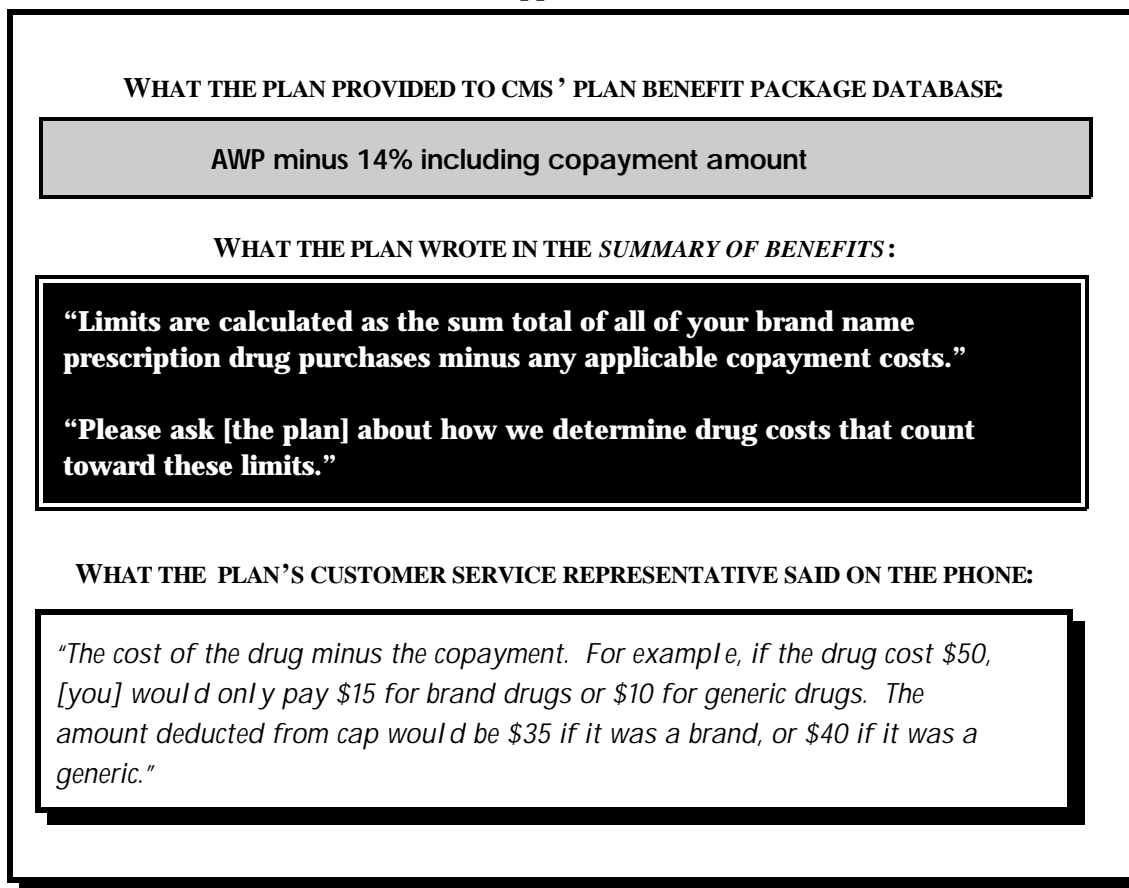 WHAT THE PLAN PROVIDED TO CMS' PLAN BENEFIT PACKAGE DATABASE:
AWP minus 14% including copayment amount
WHAT THE PLAN WROTE IN THE SUMMARY OF BENEFITS:
“Limits are calculated as the sum total of all of your brand name
prescription drug purchases minus any applicable copayment costs.”
“Please ask [the plan] about how we determine drug costs that count
toward these limits.”
WHAT THE PLAN'S CUSTOMER SERVICE REPRESENTATIVE SAID ON THE PHONE:
“The cost of the drug minus the copayment. For example, if the drug cost $50,
[you] would only pay $15 for brand drugs or $10 for generic drugs. The
amount deducted from cap would be $35 if it was a brand, or $40 if it was a
generic.”